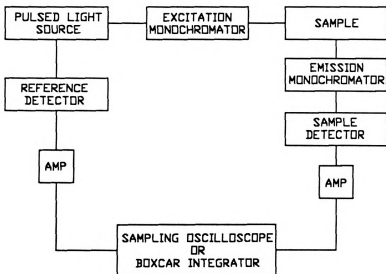 PULSED LIGHT
SOURCE
EXCITATION
MONOCHROMATOR
SAMPLE
EMISSION
MONOCHROMATOR
REFERENCE
DETECTOR
SAMPLE
DETECTOR
AMP
AMP
SAMPLING OSCILLOSCOPE
OR
BOXCAR INTEGRATOR